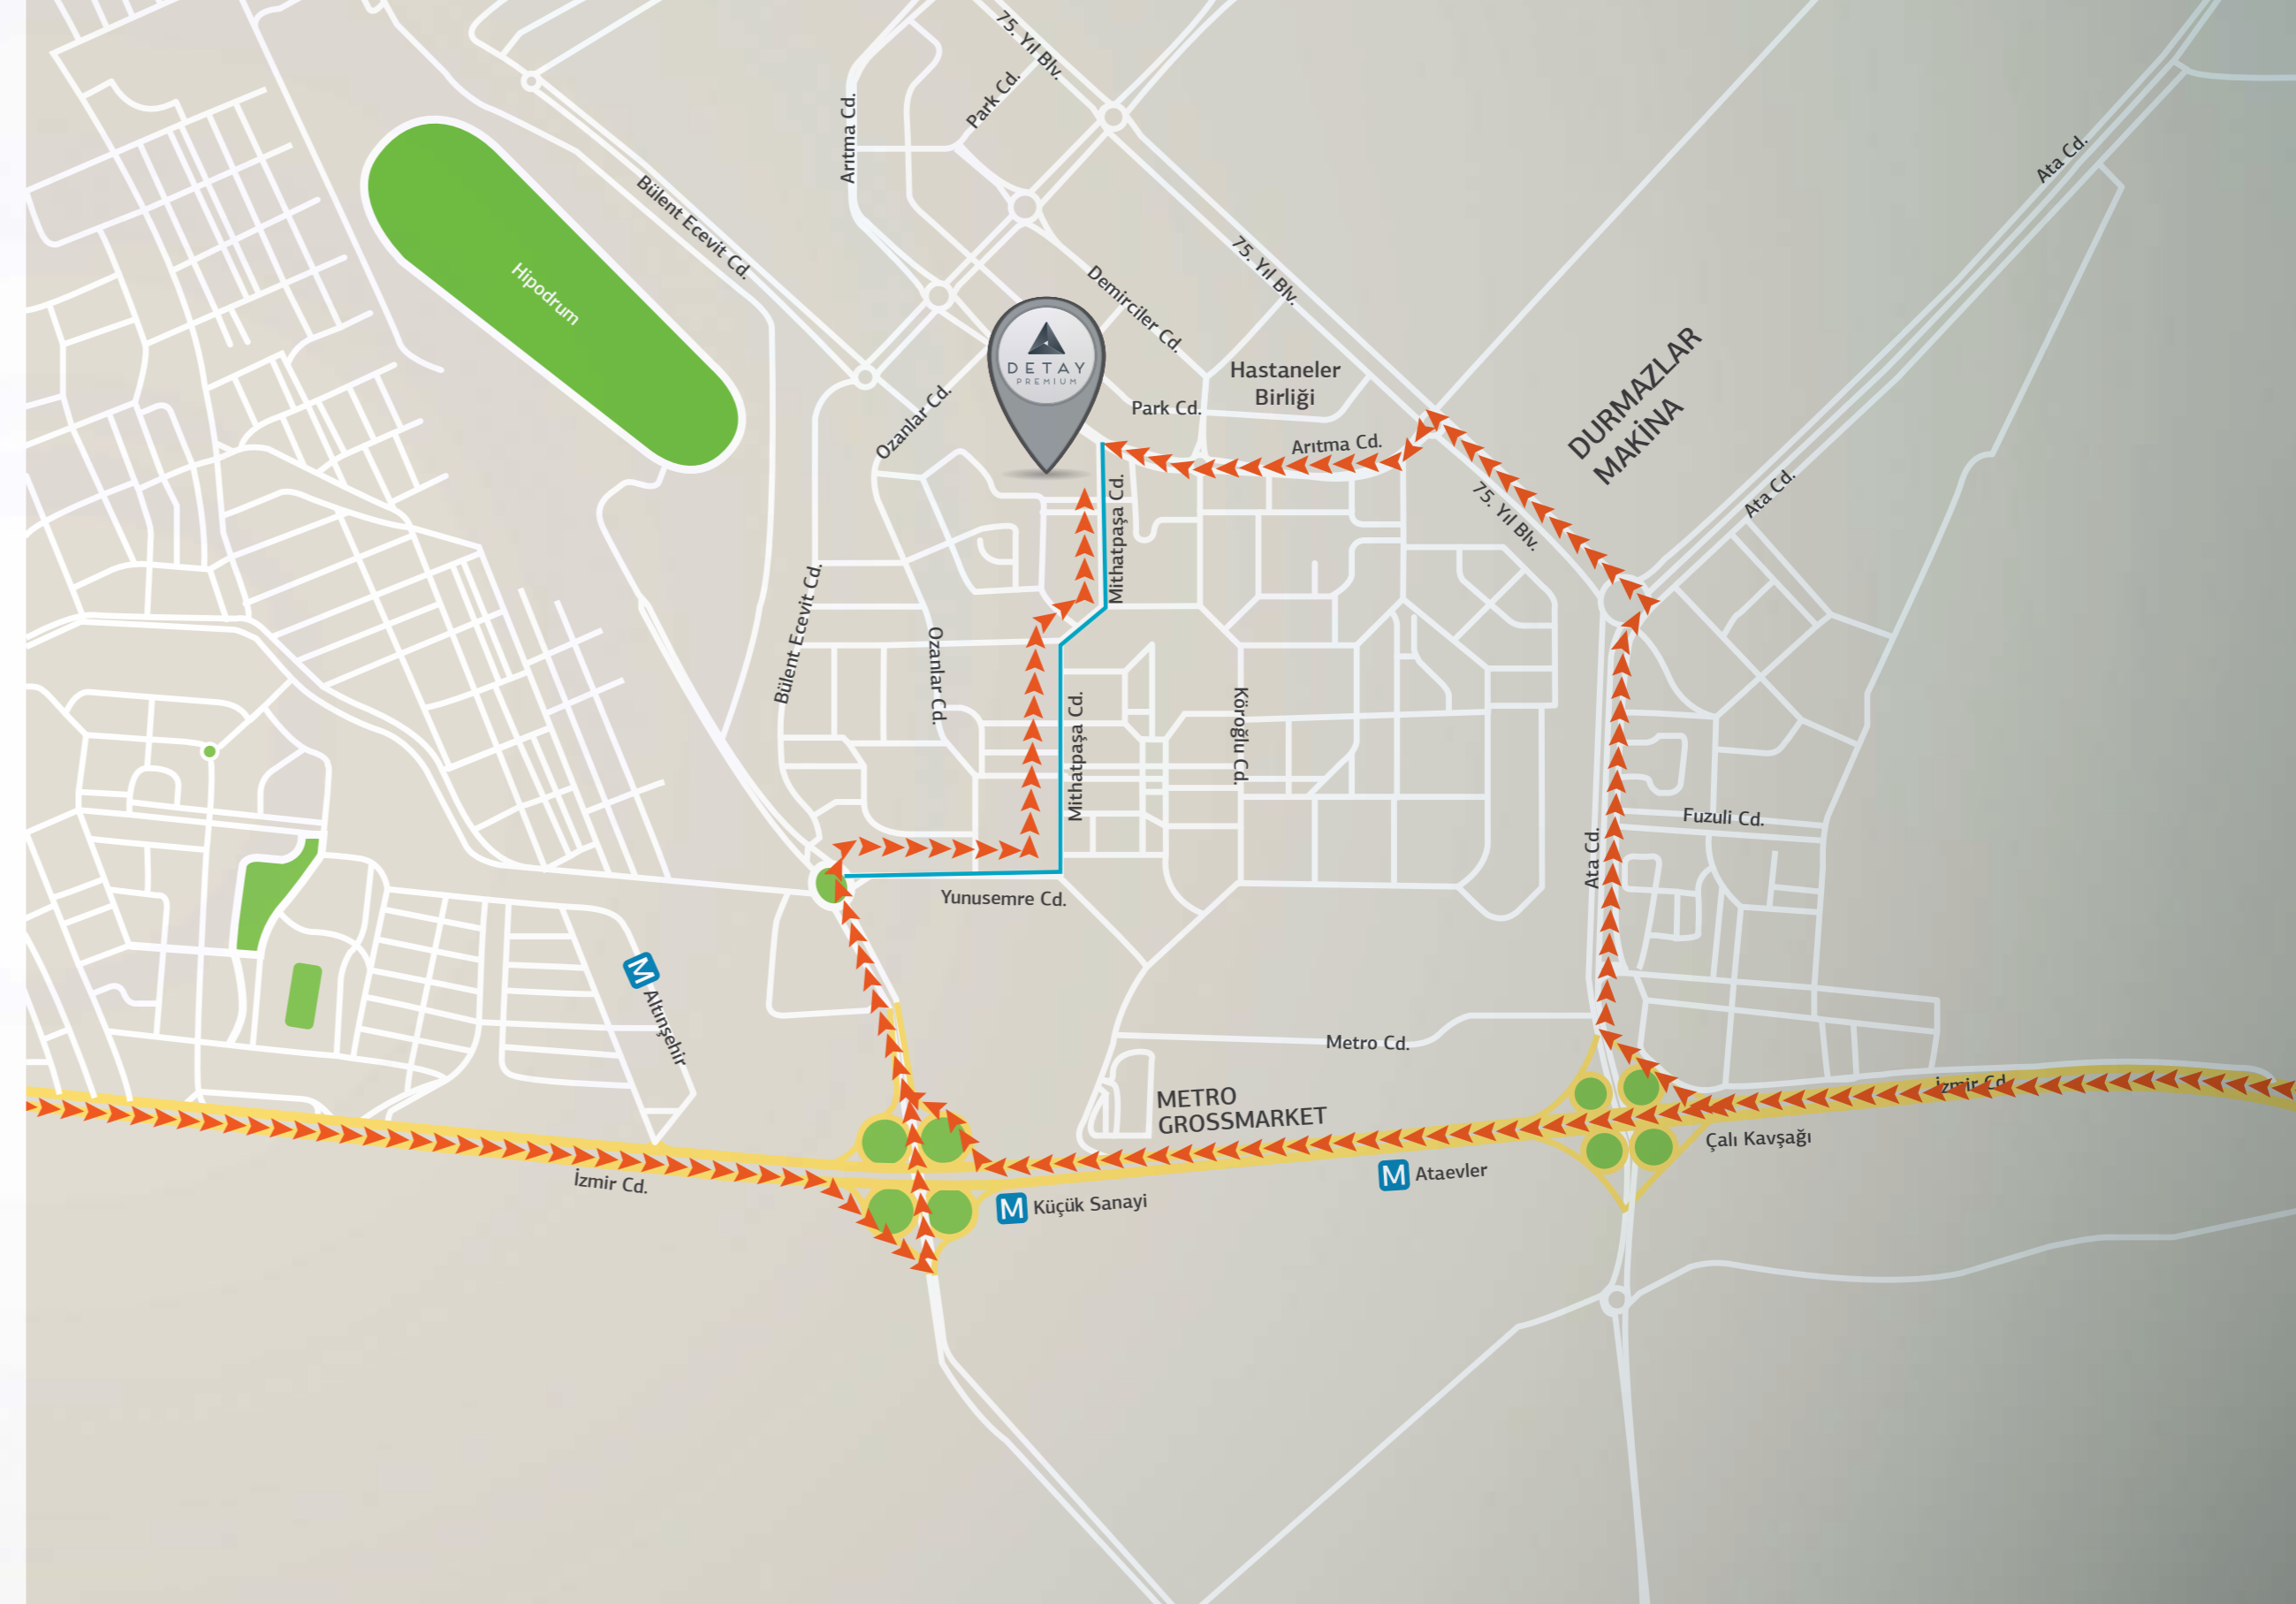 75. Yıl Blv.
Park Cd.
Arıtma Cd.
Ata Cd.
Bülent Ecevit Cd.
75. Yıl Blv.
Hipodrum
Demirciler Cd.
DETAY
PREMIUM
Hastaneler
Birliği
Park Cd.
DURMAZLAR
MAKİNA
Ozanlar Cd.
Arıtma Cd.
Ata Cd.
75. Yıl Blv.
Mithatpaşa Cd.
Bülent Ecevit Cd.
Ozanlar Cd.
Mithatpaşa Cd.
Köroğlu Cd.
Fuzuli Cd.
Ata Cd.
Yunusemre Cd.
M Altınşehir
Metro Cd.
METRO
GROSSMARKET
İzmir Cd.
Çalı Kavşağı
M Ataevler
İzmir Cd.
M Küçük Sanayi